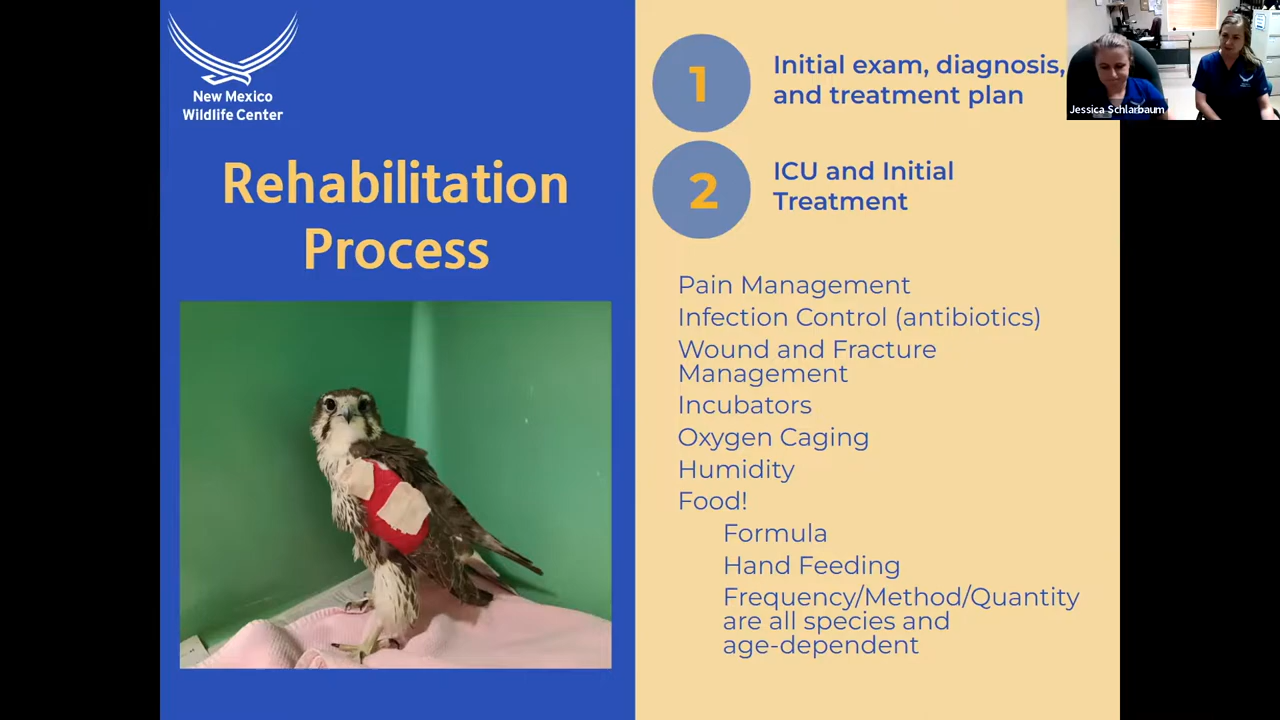 New Mexico
Wildlife Center
Rehabilitation
Process
1
Initial exam, diagnosis,
and treatment plan
2
ICU and Initial
Treatment
Pain Management
Infection Control (antibiotics)
Wound and Fracture
Management
Incubators
Oxygen Caging
Humidity
Food!
Formula
Hand Feeding
Frequency/Method/Quantity
are all species and
age-dependent
Jessica Schlarbaum